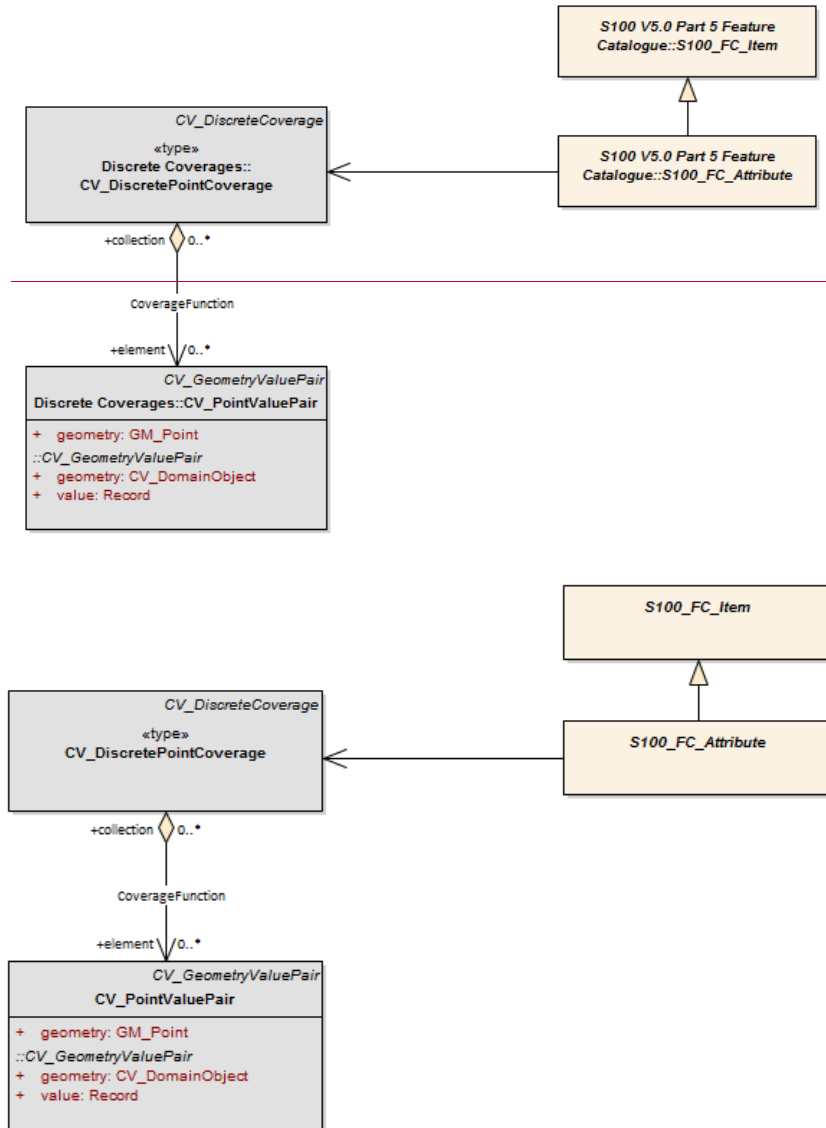 S100 V5.0 Part 5 Feature
Catalogue::S100_FC_Item
CV_DiscreteCoverage
«type»
Discrete Coverages::
CV_DiscretePointCoverage
S100 V5.0 Part 5 Feature
Catalogue::S100_FC_Attribute
+collection 0..*
CoverageFunction
+element 0..*
CV_GeometryValuePair
Discrete Coverages::CV_PointValuePair
+ geometry: GM_Point
::CV_GeometryValuePair
+ geometry: CV_DomainObject
+ value: Record
S100_FC_Item
CV_DiscreteCoverage
«type»
CV_DiscretePointCoverage
S100_FC_Attribute
+collection 0..*
CoverageFunction
+element 0..*
CV_GeometryValuePair
CV_PointValuePair
+ geometry: GM_Point
::CV_GeometryValuePair
+ geometry: CV_DomainObject
+ value: Record